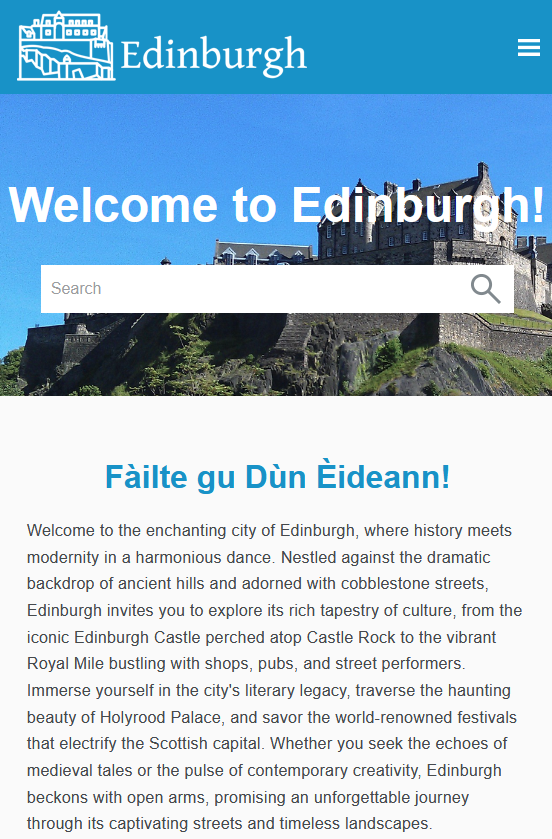 Edinburgh
Welcome to Edinburgh!
Search
Fàilte gu Dùn Èideann!
Welcome to the enchanting city of Edinburgh, where history meets
modernity in a harmonious dance. Nestled against the dramatic
backdrop of ancient hills and adorned with cobblestone streets,
Edinburgh invites you to explore its rich tapestry of culture, from the
iconic Edinburgh Castle perched atop Castle Rock to the vibrant
Royal Mile bustling with shops, pubs, and street performers.
Immerse yourself in the city's literary legacy, traverse the haunting
beauty of Holyrood Palace, and savor the world-renowned festivals
that electrify the Scottish capital. Whether you seek the echoes of
medieval tales or the pulse of contemporary creativity, Edinburgh
beckons with open arms, promising an unforgettable journey
through its captivating streets and timeless landscapes.